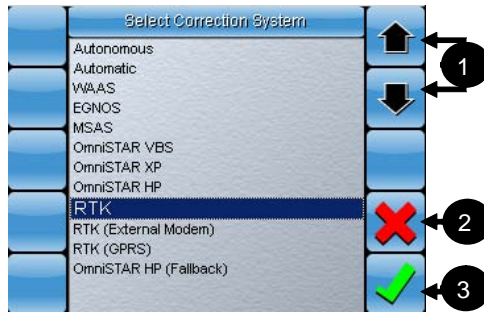 Select Correction System
Autonomous
Automatic
WAAS
EGNOS
MSAS
OmniSTAR VBS
OmniSTAR XP
OmniSTAR HP
RTK
RTK (External Modem)
RTK (GPRS)
OmniSTAR HP (Fallback)
1
2
3